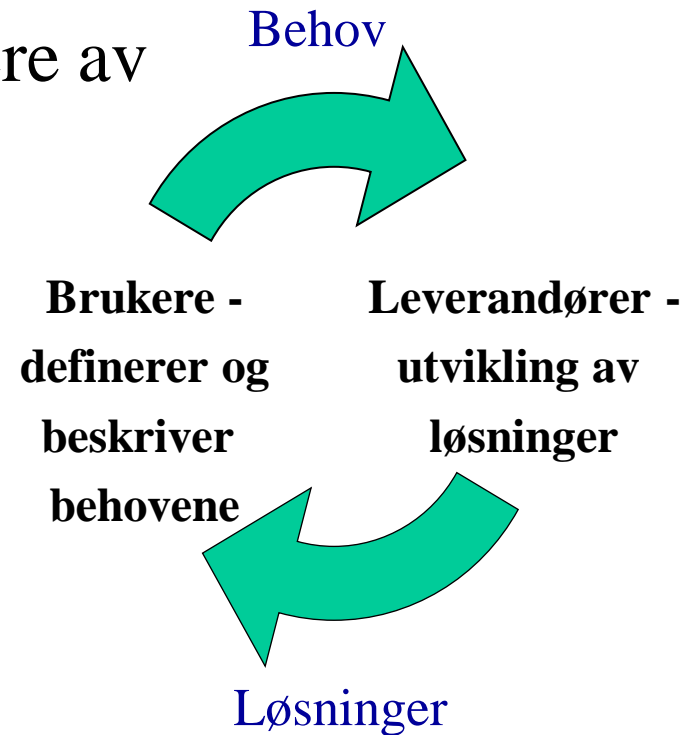 Behov
re av
Brukere -
definerer og
beskriver
behovene
Leverandører -
utvikling av
løsninger
Løsninger